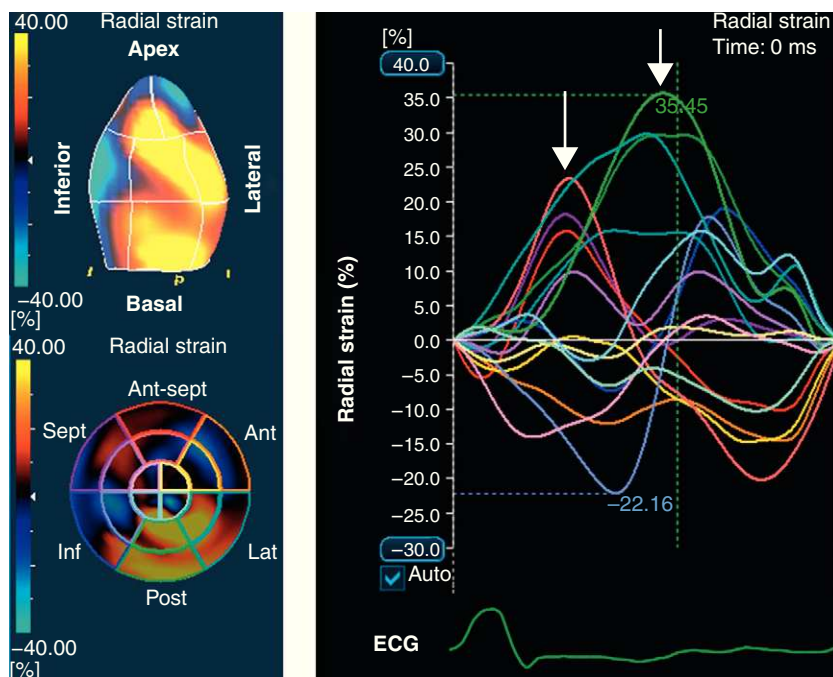 40.00
Radial strain
Apex
Inferior
Lateral
P
−40.00
[%]
Basal
40.00
Radial strain
Ant-sept
Sept
Ant
Inf
Lat
Post
−40.00
[%]
[%]
Radial strain
Time: 0 ms
40.0
35.0
35.45
30.0
25.0
20.0
15.0
10.0
5.0
0.0
−5.0
−10.0
−15.0
−20.0
−22.16
−25.0
−30.0
Auto
Radial strain (%)
ECG